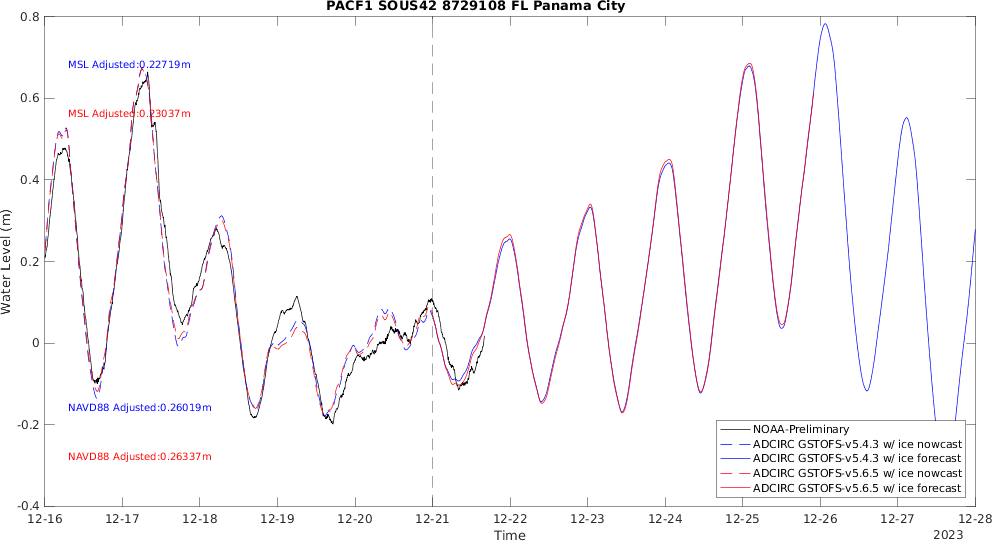 PACF1 SOUS42 8729108 FL Panama City
0.8
0.6
0.4
0.2
0
-0.2
-0.4
Water Level (m)
MSL Adjusted:0.22719m
MSL Adjusted:0.23037m
NAVD88 Adjusted:0.26019m
NAVD88 Adjusted:0.26337m
NOAA-Preliminary
ADCIRC GSTOFS-v5.4.3 w/ ice nowcast
ADCIRC GSTOFS-v5.4.3 w/ ice forecast
ADCIRC GSTOFS-v5.6.5 w/ ice nowcast
ADCIRC GSTOFS-v5.6.5 w/ ice forecast
12-16 12-17 12-18 12-19 12-20 12-21 12-22 12-23 12-24 12-25 12-26 12-27 12-28
Time
2023